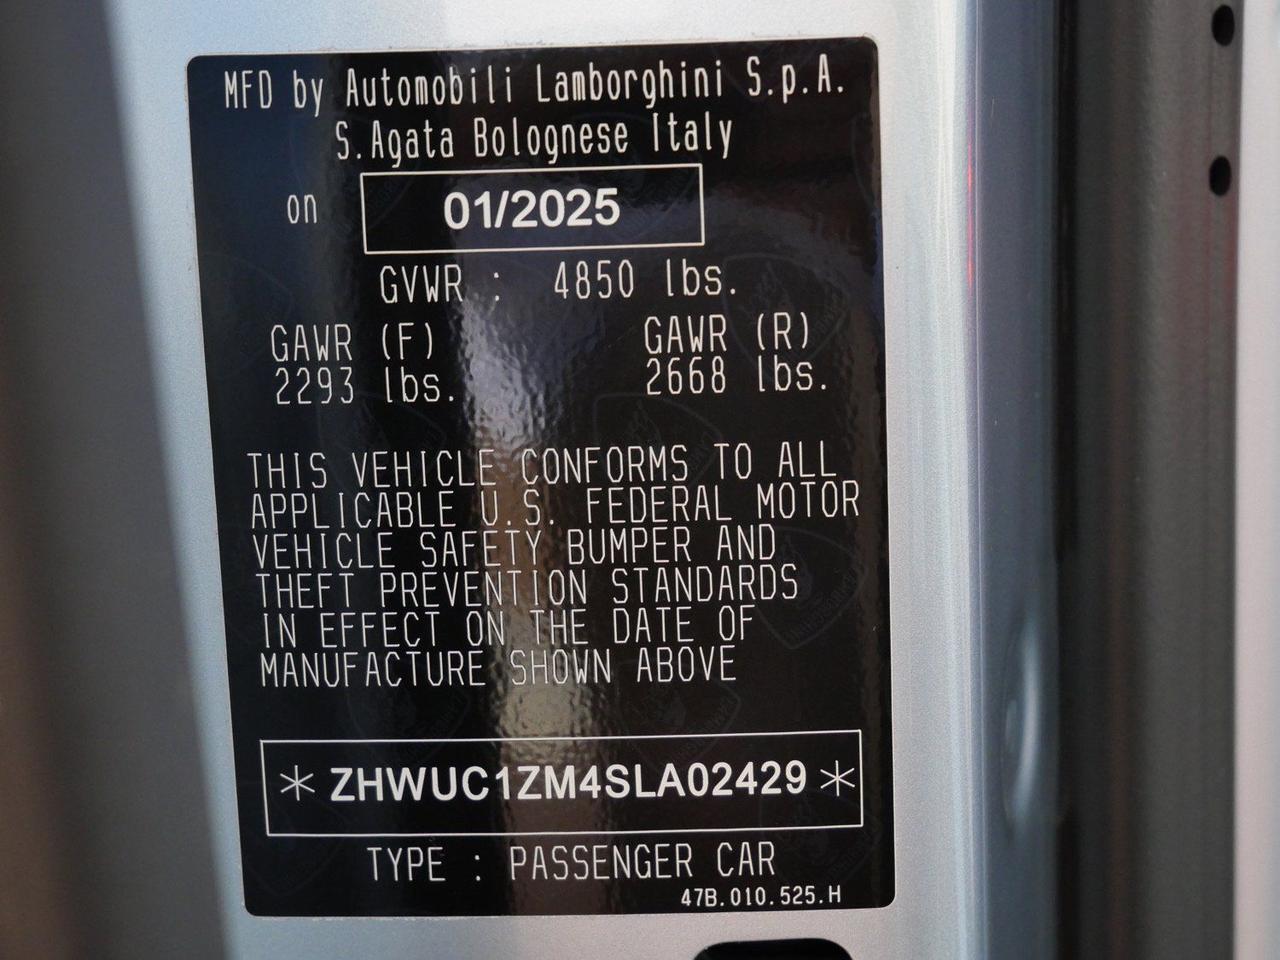 MFD by Automobili Lamborghini S.p.A.
S.Agata Bolognese Italy
on 01/2025
GVWR : 4850 lbs.
GAWR (F) GAWR (R)
2293 lbs. 2668 lbs.
THIS VEHICLE CONFORMS TO ALL
APPLICABLE U.S. FEDERAL MOTOR
VEHICLE SAFETY BUMPER AND
THEFT PREVENTION STANDARDS
IN EFFECT ON THE DATE OF
MANUFACTURE SHOWN ABOVE
* ZHWUC1ZM4SLA02429 *
TYPE : PASSENGER CAR
47B.010.525.H